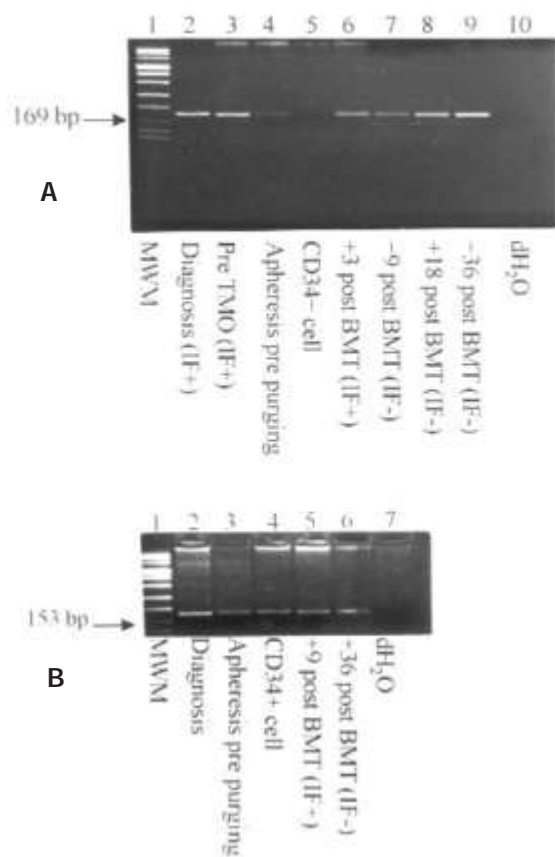 1 2 3 4 5 6 7 8 9 10
169 bp
A
MWM
Diagnosis (IF+)
Pre TMO (IF+)
Apheresis pre purging
CD34− cell
+3 post BMT (IF+)
−9 post BMT (IF-)
+18 post BMT (IF-)
−36 post BMT (IF-)
dH₂O
1 2 3 4 5 6 7
153 bp
B
MWM
Diagnosis
Apheresis pre purging
CD34+ cell
+9 post BMT (IF+)
-36 post BMT (IF-)
dH₂O